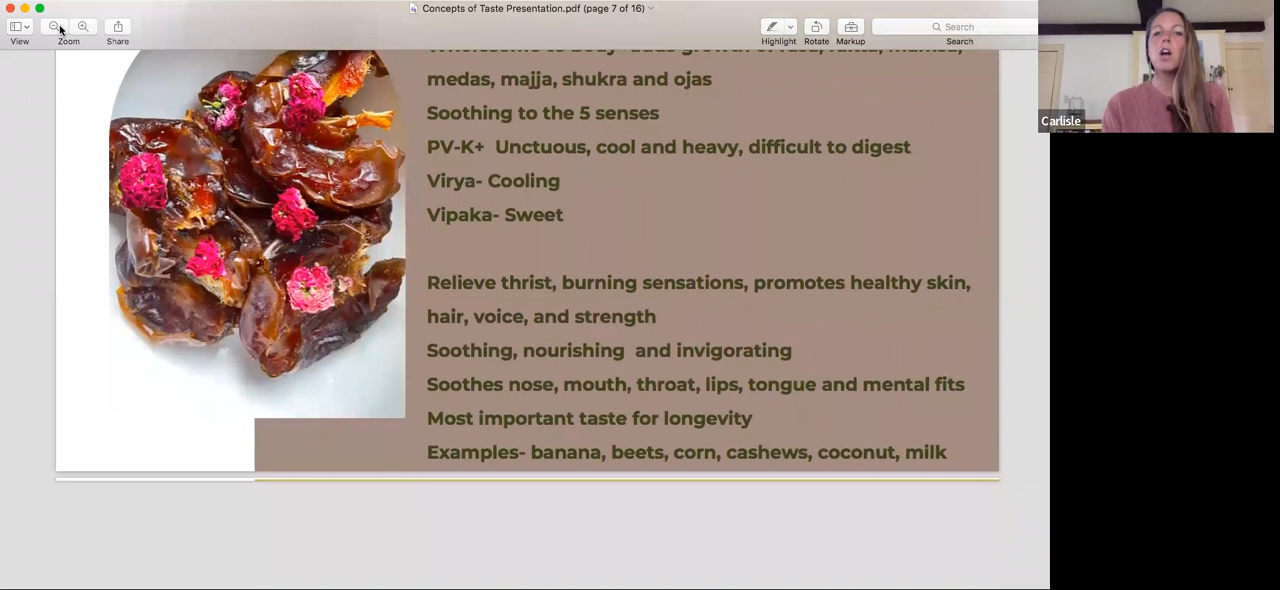 Concepts of Taste Presentation.pdf (page 7 of 16)
View
Zoom
Share
Highlight
Rotate
Markup
Search
Search
Carlisle
medas, majja, shukra and ojas
Soothing to the 5 senses
PV-K+ Unctuous, cool and heavy, difficult to digest
Virya- Cooling
Vipaka- Sweet
Relieve thrist, burning sensations, promotes healthy skin,
hair, voice, and strength
Soothing, nourishing and invigorating
Soothes nose, mouth, throat, lips, tongue and mental fits
Most important taste for longevity
Examples- banana, beets, corn, cashews, coconut, milk